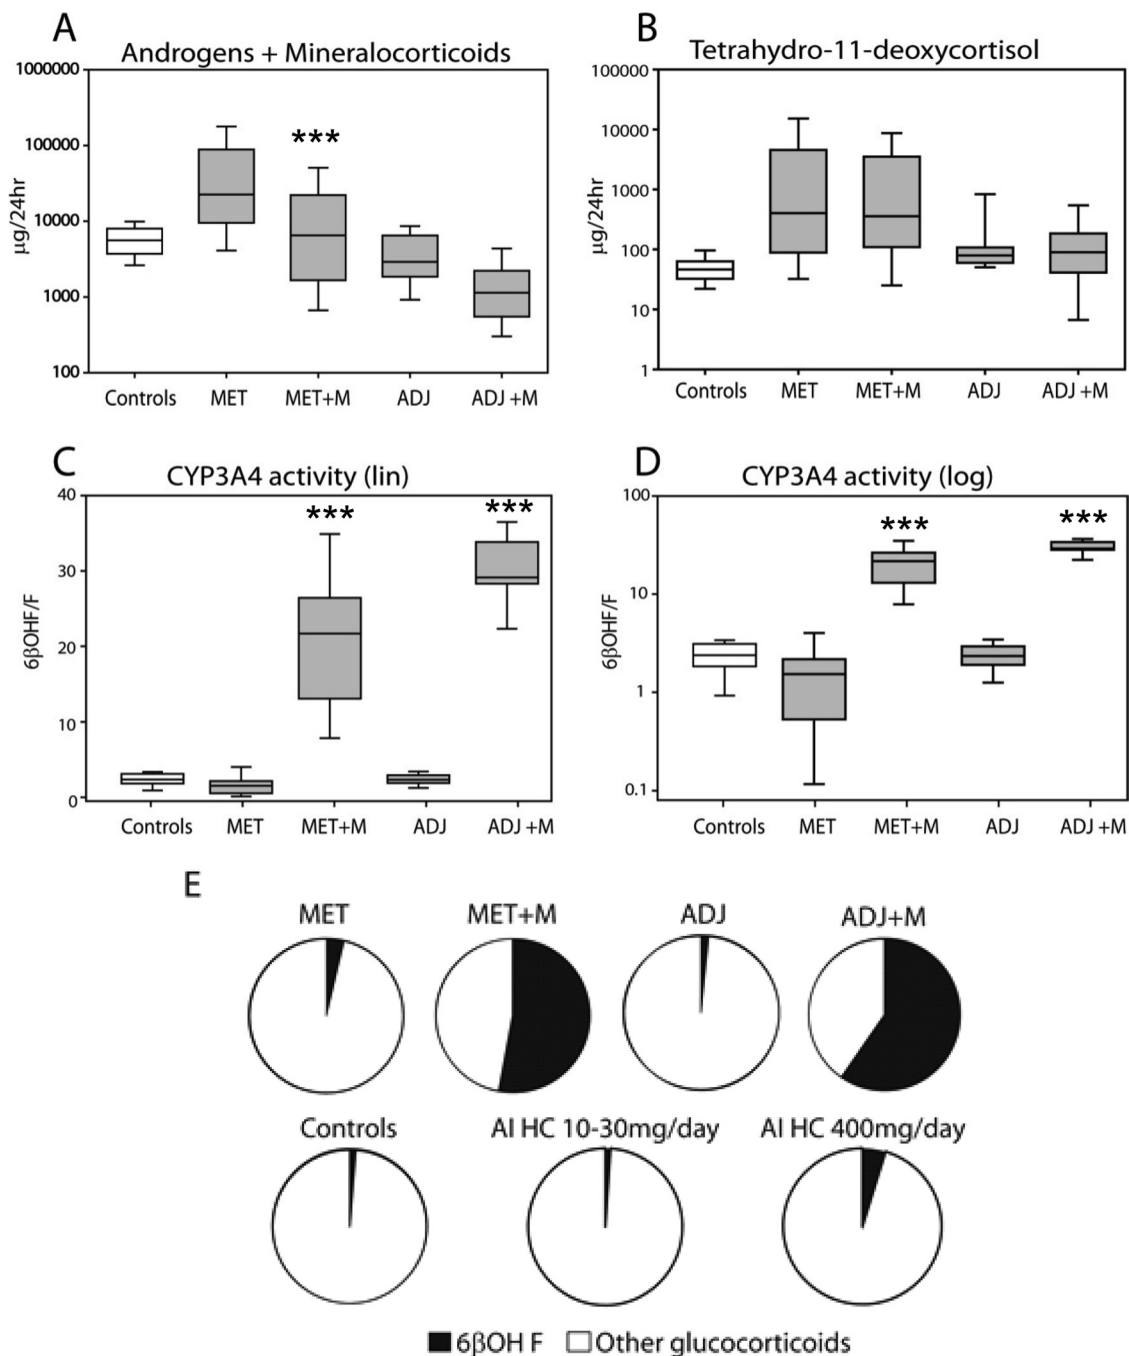 A
Androgens + Mineralocorticoids
1000000
100000
10000
1000
100
μg/24hr
***
Controls MET MET+M ADJ ADJ +M
B
Tetrahydro-11-deoxycortisol
100000
10000
1000
100
10
1
μg/24hr
Controls MET MET+M ADJ ADJ +M
C
CYP3A4 activity (lin)
40
30
20
10
0
6βOHF/F
*** ***
Controls MET MET+M ADJ ADJ +M
D
CYP3A4 activity (log)
100
10
1
0.1
6βOHF/F
*** ***
Controls MET MET+M ADJ ADJ +M
E
MET MET+M ADJ ADJ+M
Controls AI HC 10-30mg/day AI HC 400mg/day
6βOH F Other glucocorticoids